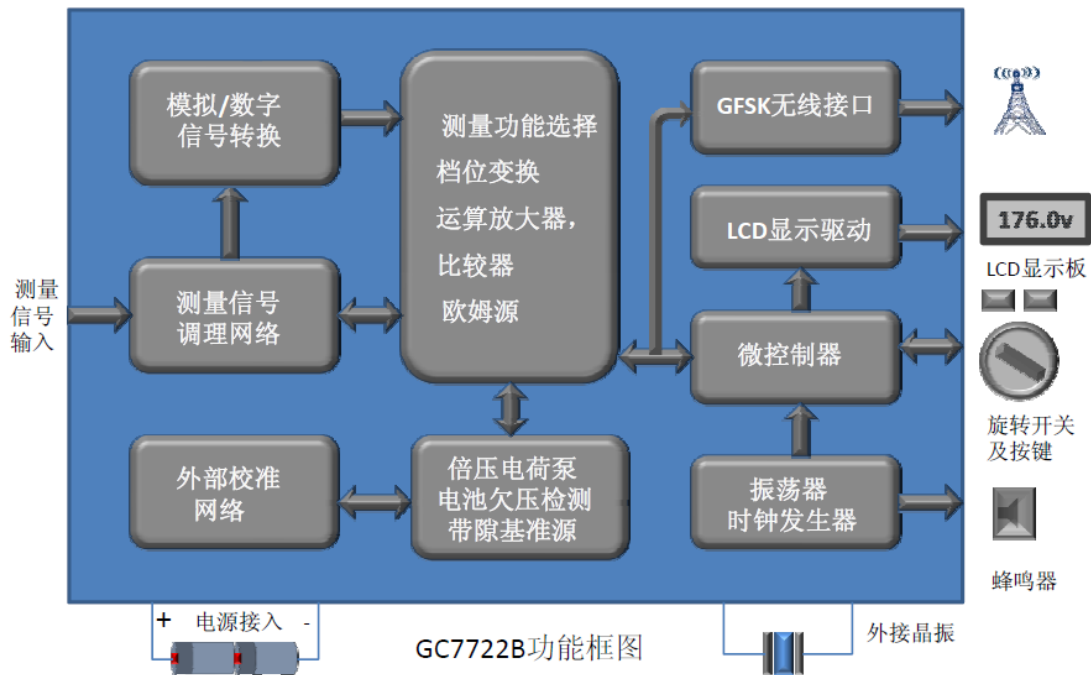 模拟/数字
信号转换
测量功能选择
档位变换
运算放大器，
比较器
欧姆源
GFSK无线接口
LCD显示驱动
176.0v
LCD显示板
测量
信号
输入
测量信号
调理网络
微控制器
旋转开关
及按键
外部校准
网络
倍压电荷泵
电池欠压检测
带隙基准源
振荡器
时钟发生器
蜂鸣器
+ 电源接入 -
GC7722B功能框图
外接晶振